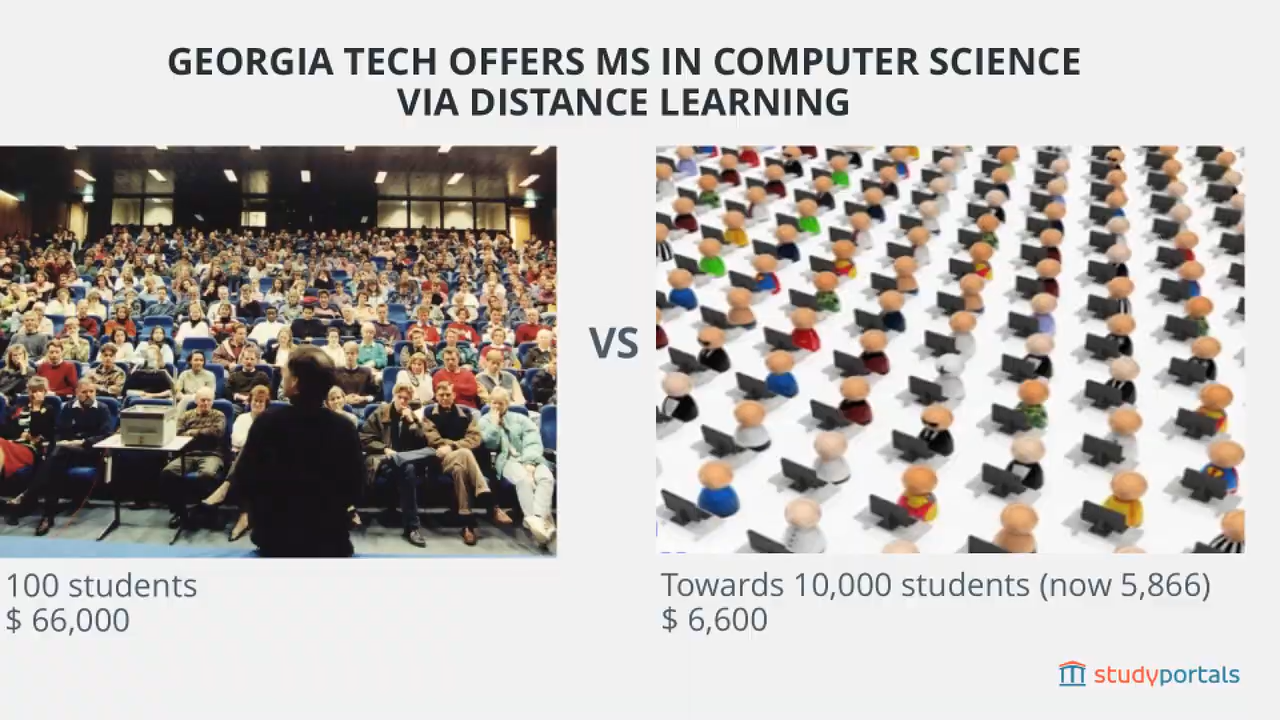 GEORGIA TECH OFFERS MS IN COMPUTER SCIENCE
VIA DISTANCE LEARNING
VS
100 students
$ 66,000
Towards 10,000 students (now 5,866)
$ 6,600
studyportals